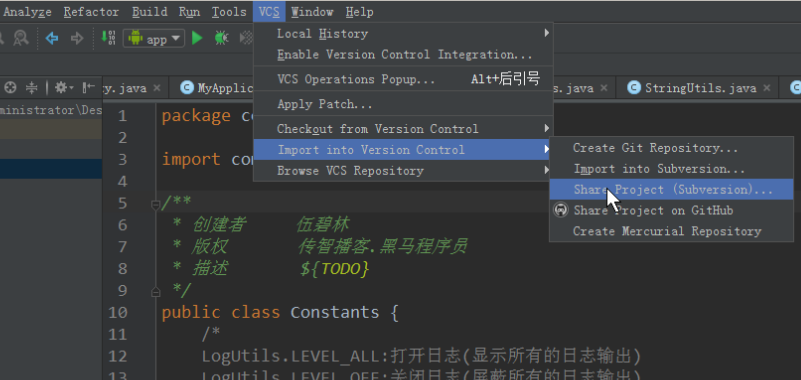 Analyze Refactor Build Run Tools VCS Window Help
app
Local History
Enable Version Control Integration...
VCS Operations Popup... Alt+后引号
Apply Patch...
Checkout from Version Control
Import into Version Control
Browse VCS Repository
Create Git Repository...
Import into Subversion...
Share Project (Subversion)...
Share Project on GitHub
Create Mercurial Repository
y.java MyApplic s.java StringUtils.java
ministrator\Des
1 package c
2
3 import com
4
5 /**
6 * 创建者 伍碧林
7 * 版权 传智播客.黑马程序员
8 * 描述 ${TODO}
9 */
10 public class Constants {
11 /*
12 LogUtils.LEVEL_ALL:打开日志(显示所有的日志输出)
13 LogUtils.LEVEL_OFF:关闭日志(屏蔽所有的日志输出)